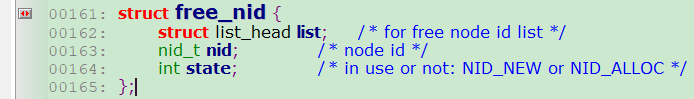 00161: struct free_nid {
00162: struct list_head list; /* for free node id list */
00163: nid_t nid; /* node id */
00164: int state; /* in use or not: NID_NEW or NID_ALLOC */
00165: };